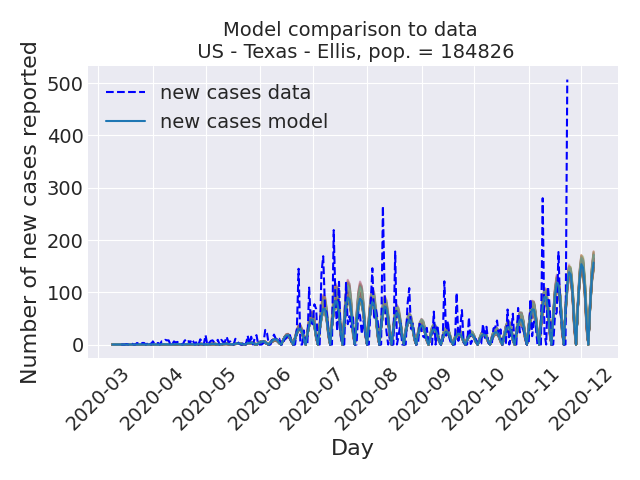 Model comparison to data
US - Texas - Ellis, pop. = 184826
Number of new cases reported
500
400
300
200
100
0
new cases data
new cases model
2020-03
2020-04
2020-05
2020-06
2020-07
2020-08
2020-09
2020-10
2020-11
2020-12
Day